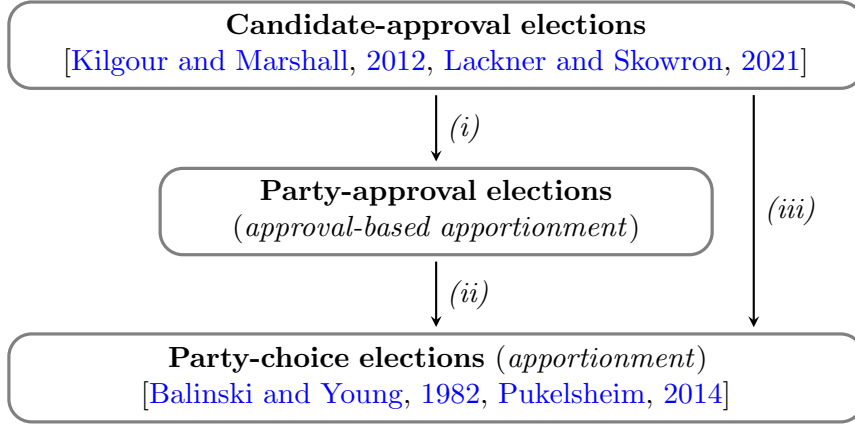 Candidate-approval elections
[Kilgour and Marshall, 2012, Lackner and Skowron, 2021]
(i)
Party-approval elections
(approval-based apportionment)
(iii)
(ii)
Party-choice elections (apportionment)
[Balinski and Young, 1982, Pukelsheim, 2014]